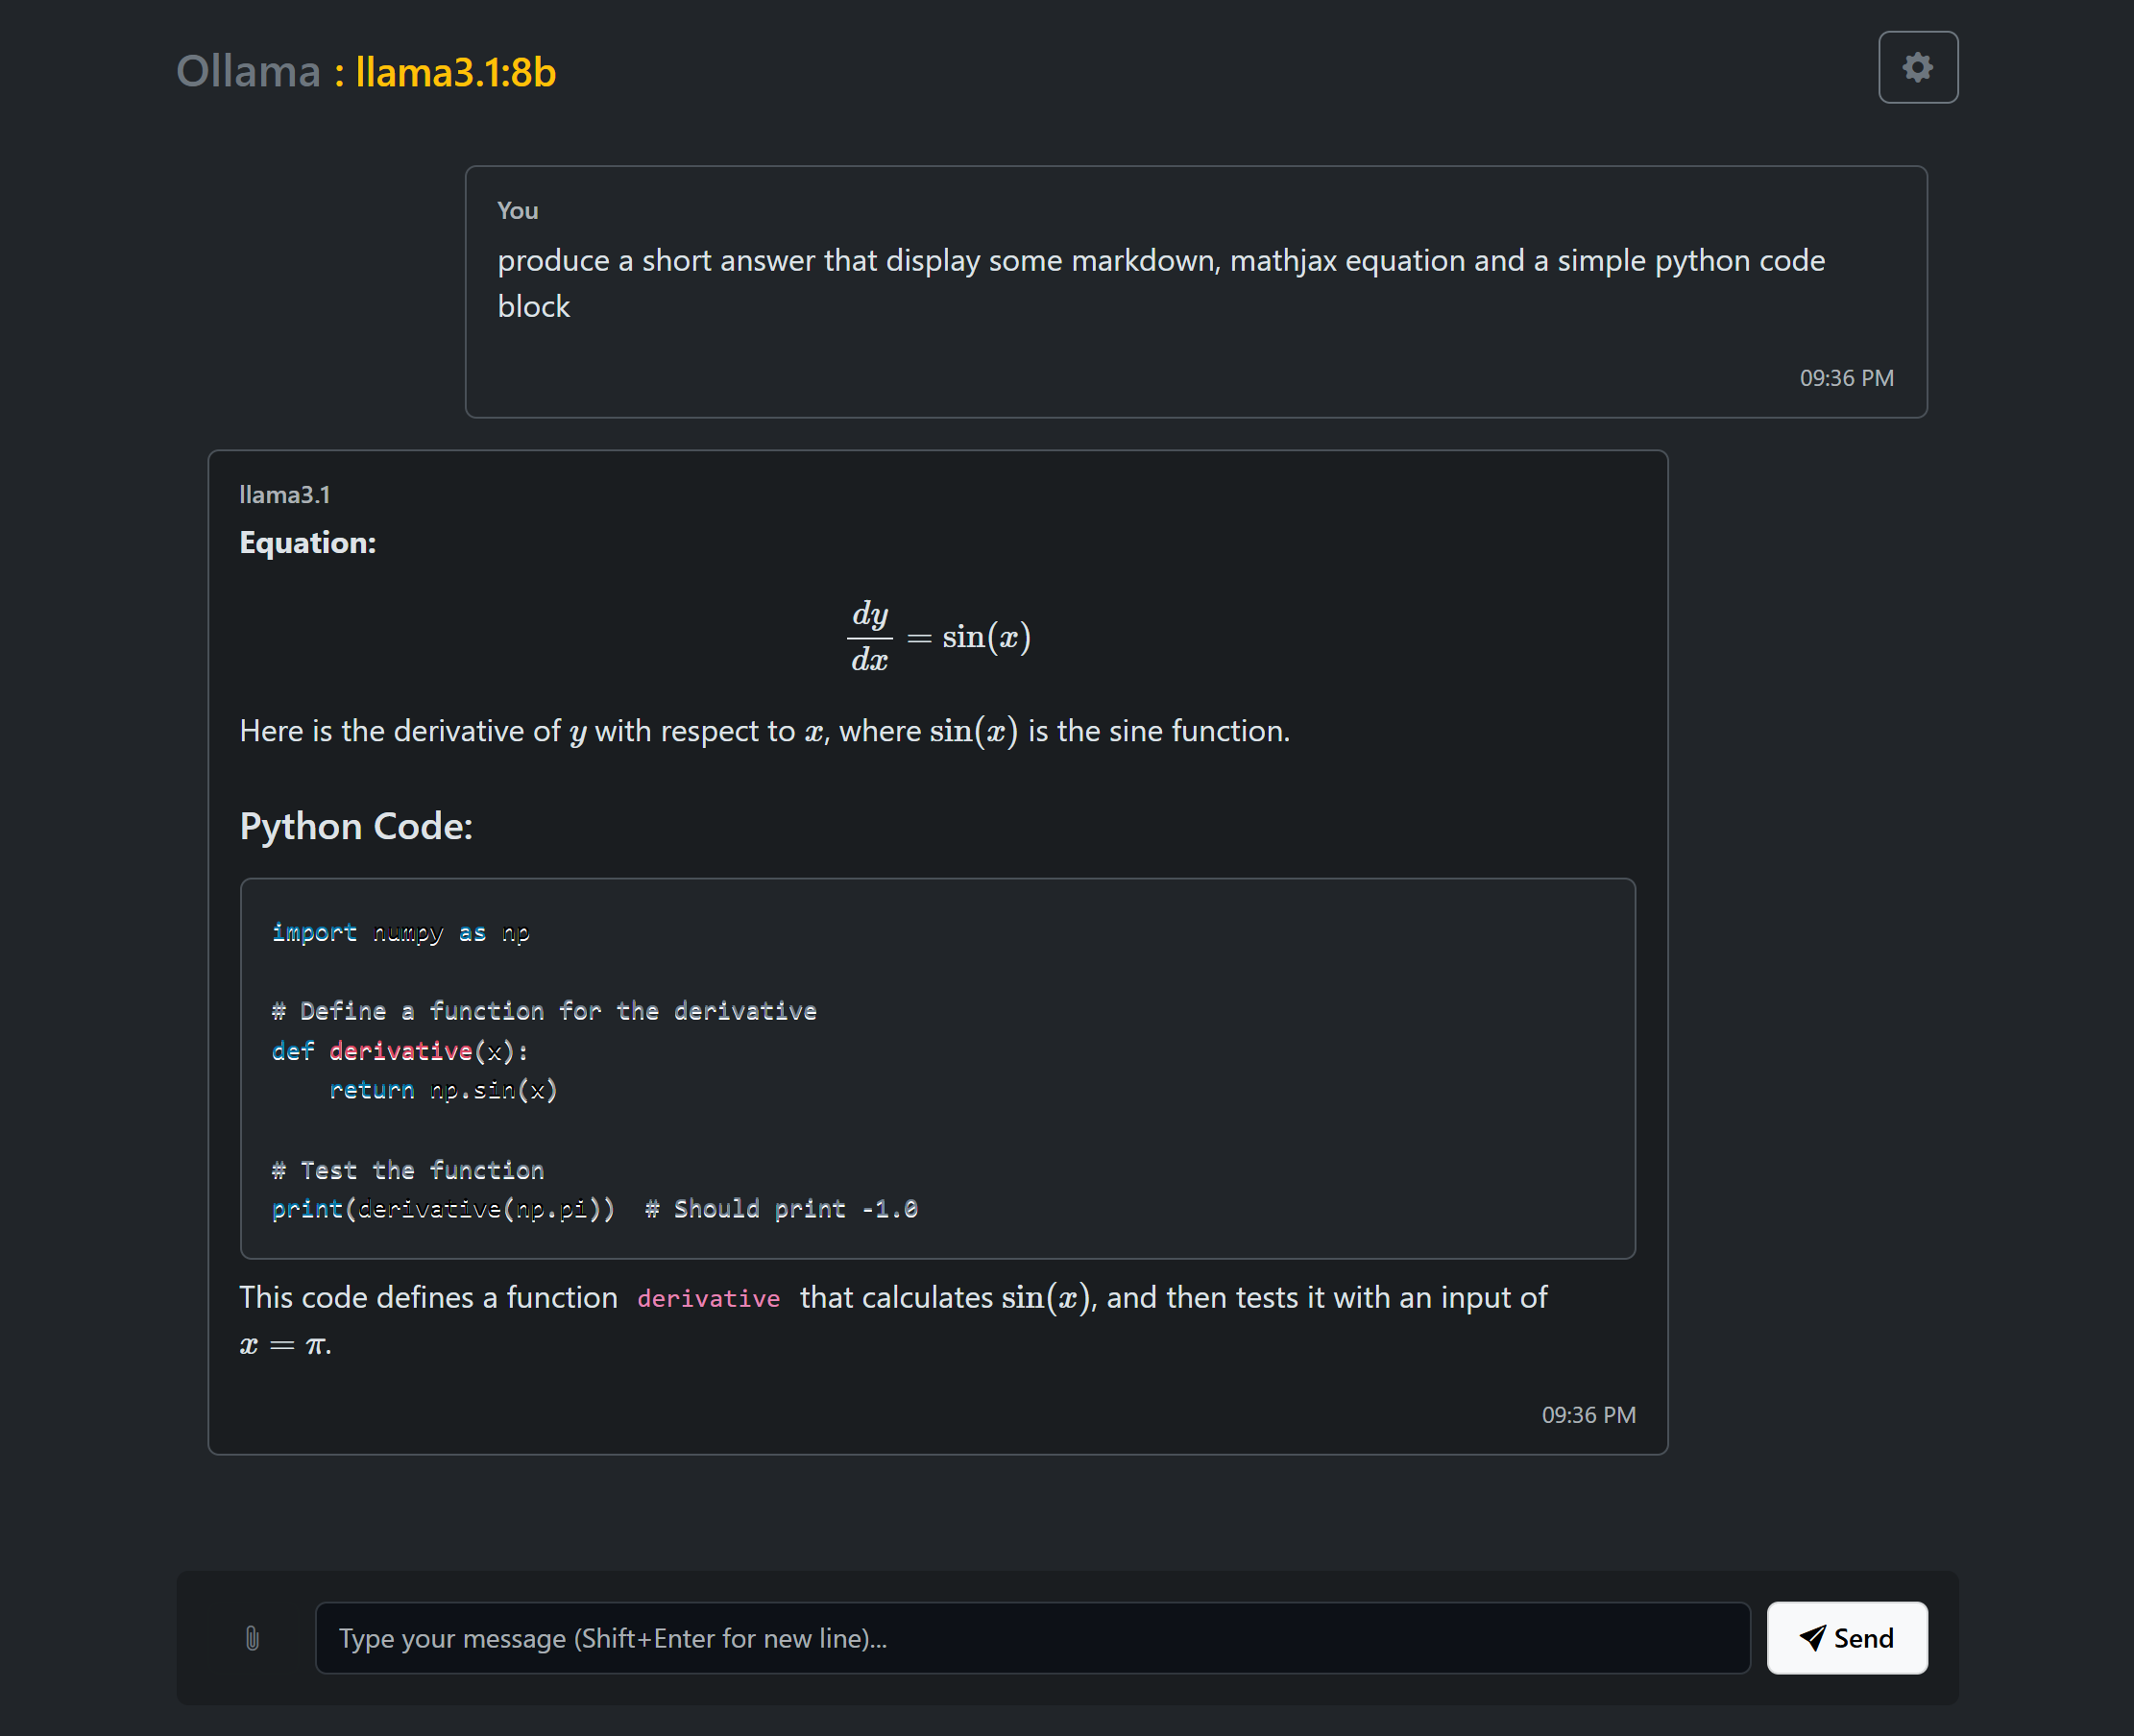 Ollama : llama3.1:8b
You
produce a short answer that display some markdown, mathjax equation and a simple python code
block
09:36 PM
llama3.1
Equation:
dy/dx = sin(x)
Here is the derivative of y with respect to x, where sin(x) is the sine function.
Python Code:
import numpy as np
# Define a function for the derivative
def derivative(x):
    return np.sin(x)
# Test the function
print(derivative(np.pi))  # Should print -1.0
This code defines a function derivative that calculates sin(x), and then tests it with an input of
x = π.
09:36 PM
Type your message (Shift+Enter for new line)...
Send